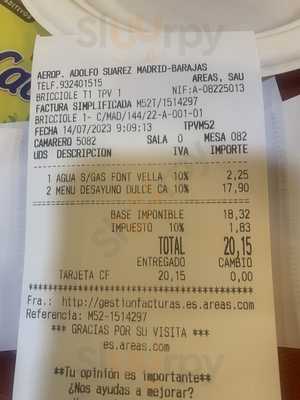 AEROP. ADOLFO SUAREZ MADRID-BARAJAS
TELF.932401515 AREAS, SAU
BRICCIOLE T1 TPV 1 NIF:A-08225013
FACTURA SIMPLIFICADA M52T/1514297
BRICCIOLE 1- C/MAD/144/22-A-001-01
FECHA 14/07/2023 9:09:13 TPVM52
CAMARERO 5082 SALA 0 MESA 082
UDS DESCRIPCION IVA IMPORTE
1 AGUA S/GAS FONT VELLA 10% 2,25
2 MENU DESAYUNO DULCE CA 10% 17,90
BASE IMPONIBLE 18,32
IMPUESTO 10% 1,83
TOTAL 20,15
ENTREGADO CAMBIO
TARJETA CF 20,15 0,00
***********************************
Fra.: http://gestionfacturas.es.areas.com
Referencia: M52-1514297
*** GRACIAS POR SU VISITA ***
es.areas.com
**Tu opinión es importante**
¿Nos ayudas a mejorar?